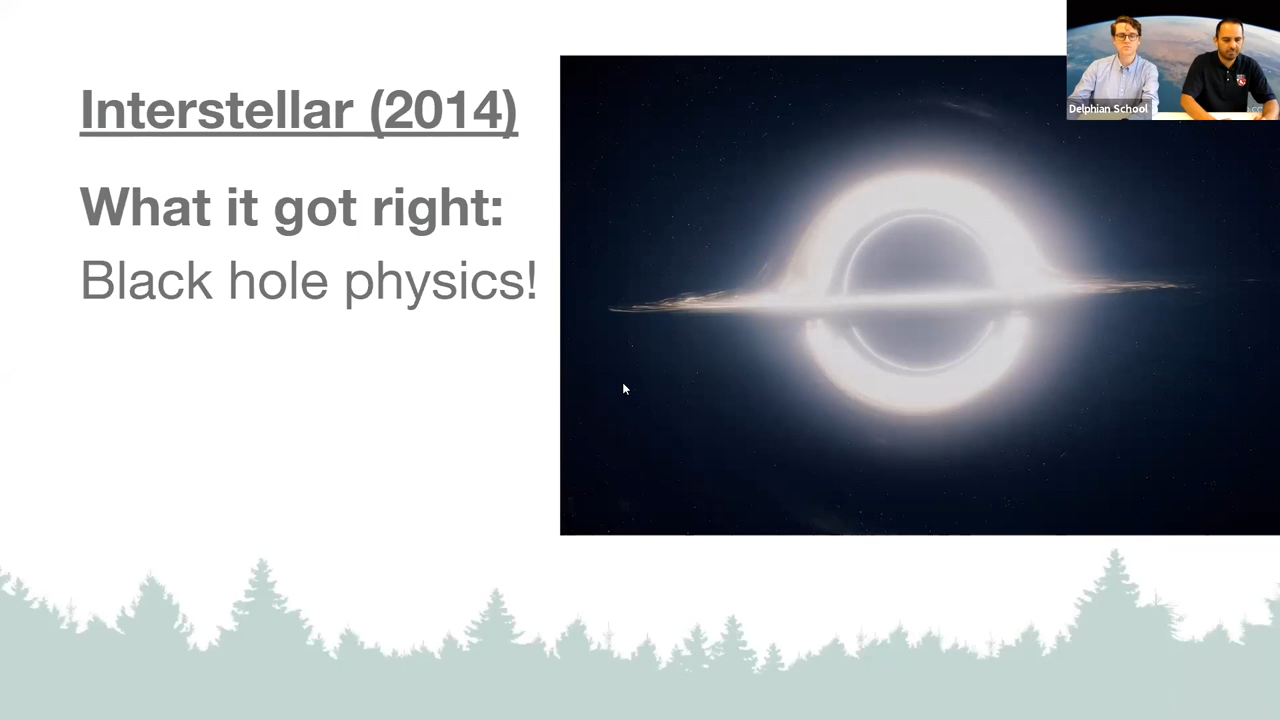 Interstellar (2014)
What it got right:
Black hole physics!
Delphian School